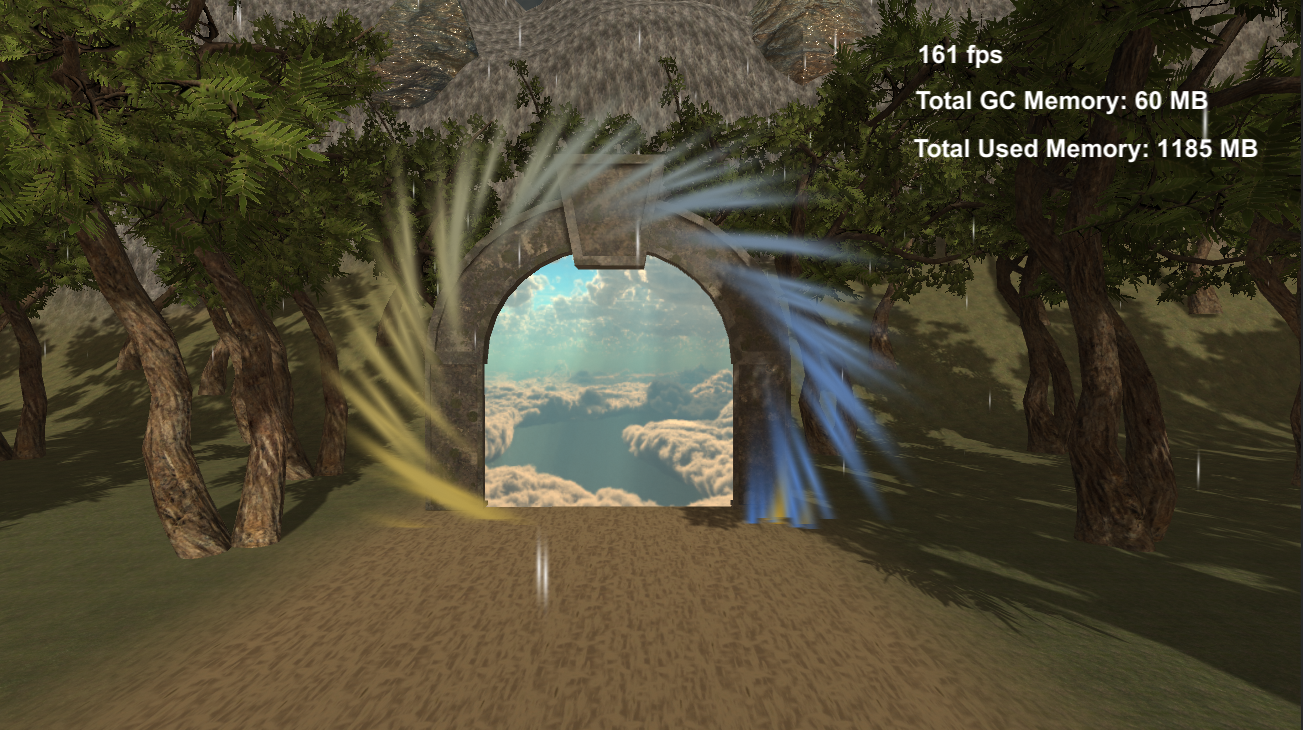 161 fps
Total GC Memory: 60 MB
Total Used Memory: 1185 MB